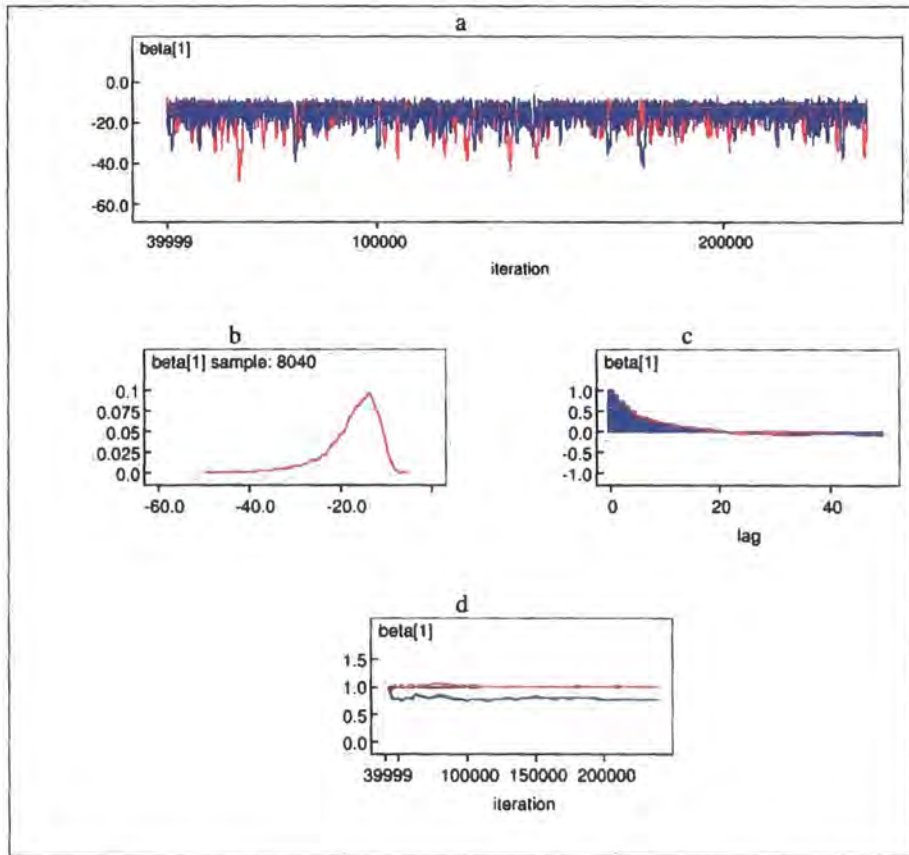 a
beta[1]
0.0
-20.0
-40.0
-60.0
39999 100000 200000
iteration
b
beta[1] sample: 8040
0.1
0.075
0.05
0.025
0.0
-60.0 -40.0 -20.0
c
beta[1]
1.0
0.5
0.0
-0.5
-1.0
0 20 40
lag
d
beta[1]
1.5
1.0
0.5
0.0
39999 100000 150000 200000
iteration